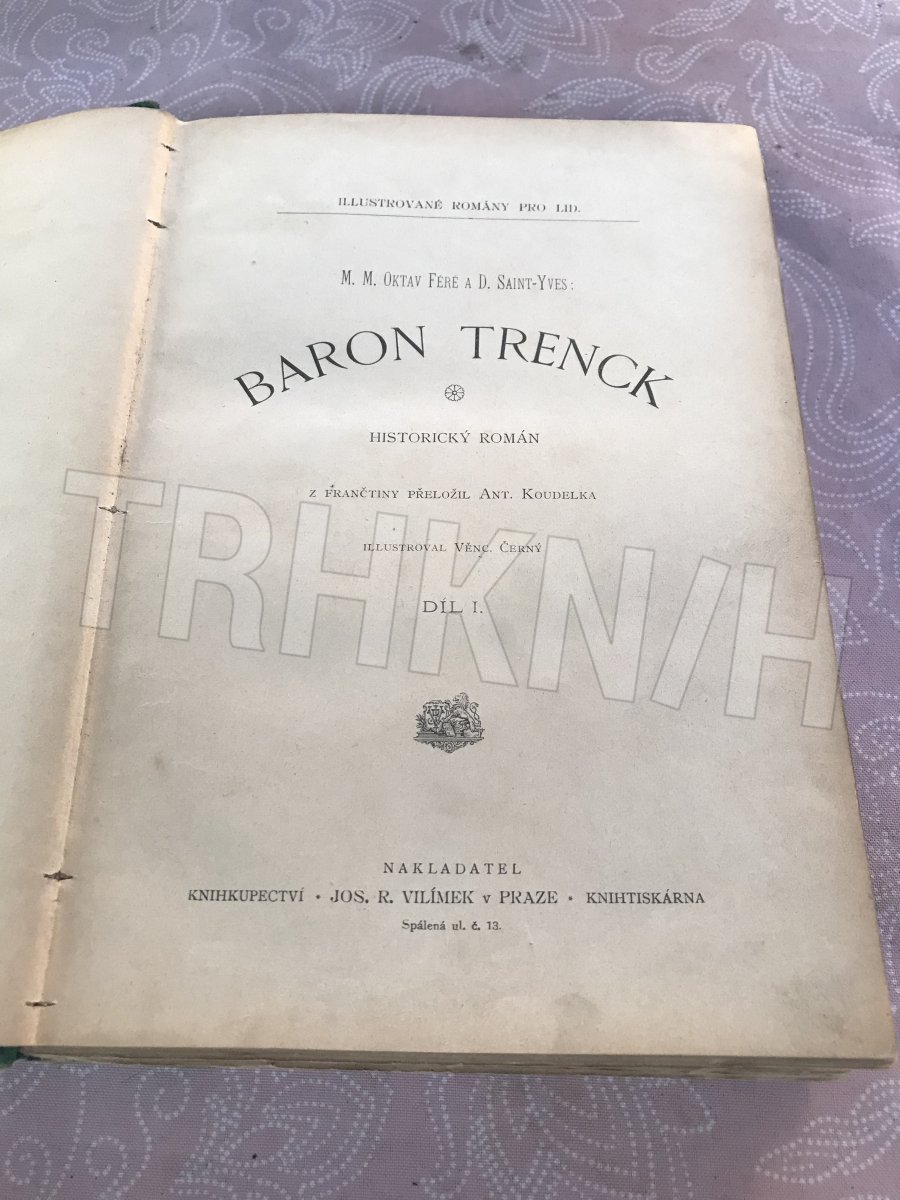 ILLUSTROVANÉ ROMÁNY PRO LID.
M. M. OKTAV FÉRÉ A D. SAINT-YVES:
BARON TRENCK
HISTORICKÝ ROMÁN
Z FRANČTINY PŘELOŽIL ANT. KOUDELKA
ILLUSTROVAL VĚNC. ČERNÝ
DÍL I.
TRHKNIH
NAKLADATEL
KNIHKUPECTVÍ • JOS. R. VILÍMEK V PRAZE • KNIHTISKÁRNA
Spálená ul. č. 13.